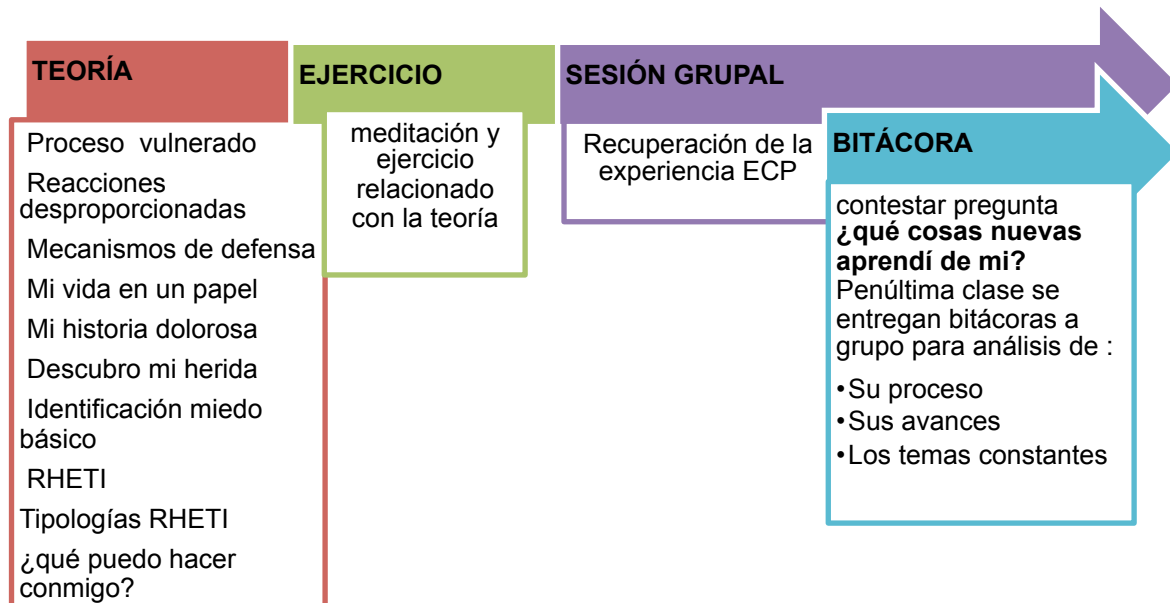 TEORÍA
Proceso vulnerado
Reacciones
desproporcionadas
Mecanismos de defensa
Mi vida en un papel
Mi historia dolorosa
Descubro mi herida
Identificación miedo
básico
RHETI
Tipologías RHETI
¿qué puedo hacer
conmigo?
EJERCICIO
meditación y
ejercicio
relacionado
con la teoría
SESIÓN GRUPAL
Recuperación de la
experiencia ECP
BITÁCORA
contestar pregunta
¿qué cosas nuevas
aprendí de mi?
Penúltima clase se
entregan bitácoras a
grupo para análisis de :
•Su proceso
•Sus avances
•Los temas constantes